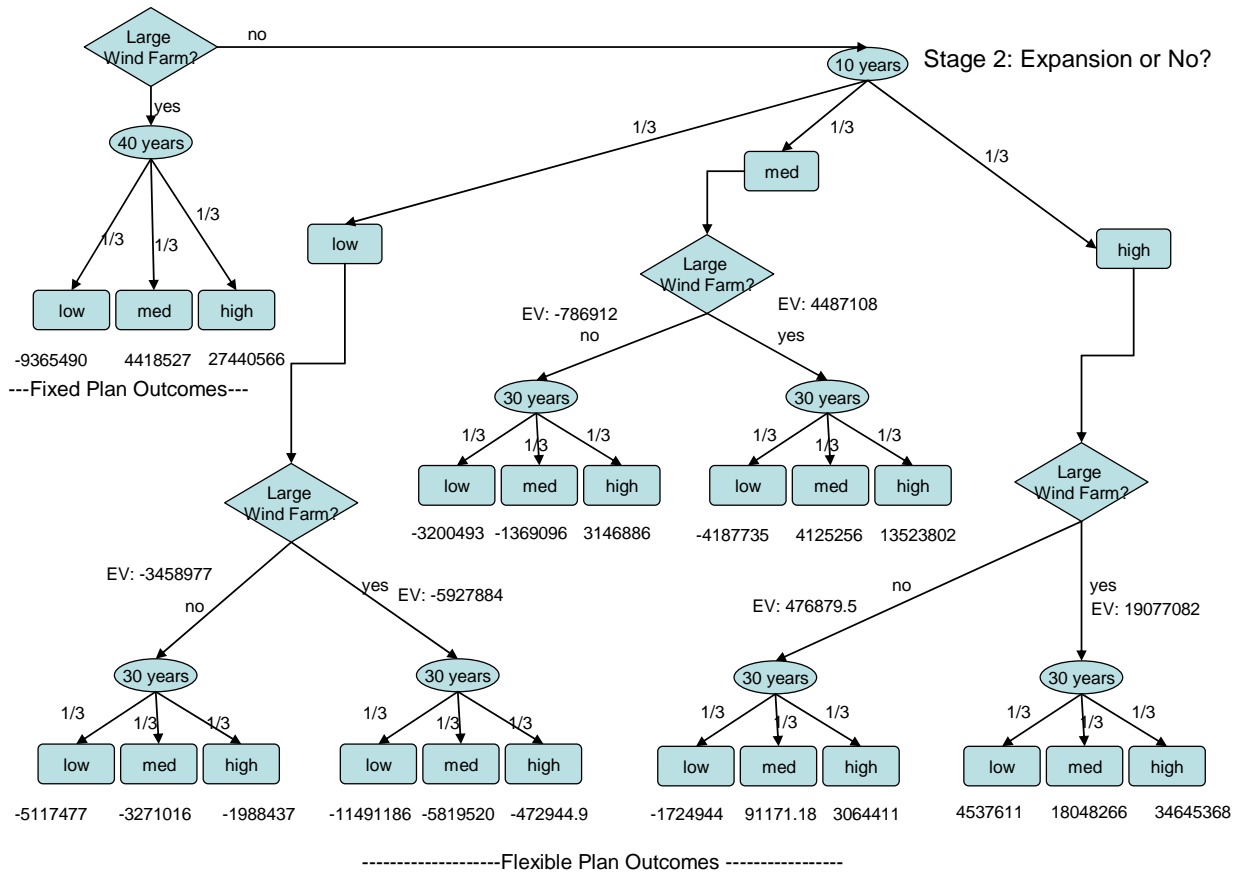 Large
Wind Farm?
no
10 years
Stage 2: Expansion or No?
yes
40 years
1/3
1/3
1/3
low
med
high
-9365490
4418527
27440566
---Fixed Plan Outcomes---
1/3
1/3
1/3
low
med
high
Large
Wind Farm?
EV: -786912
no
EV: 4487108
yes
30 years
30 years
1/3
1/3
1/3
1/3
1/3
1/3
low
med
high
low
med
high
-3200493
-1369096
3146886
-4187735
4125256
13523802
Large
Wind Farm?
EV: -3458977
no
yes
EV: -5927884
30 years
30 years
1/3
1/3
1/3
1/3
1/3
1/3
low
med
high
low
med
high
-5117477
-3271016
-1988437
-11491186
-5819520
-472944.9
Large
Wind Farm?
EV: 476879.5
no
yes
EV: 19077082
30 years
30 years
1/3
1/3
1/3
1/3
1/3
1/3
low
med
high
low
med
high
-1724944
91171.18
3064411
4537611
18048266
34645368
--------------------Flexible Plan Outcomes -----------------